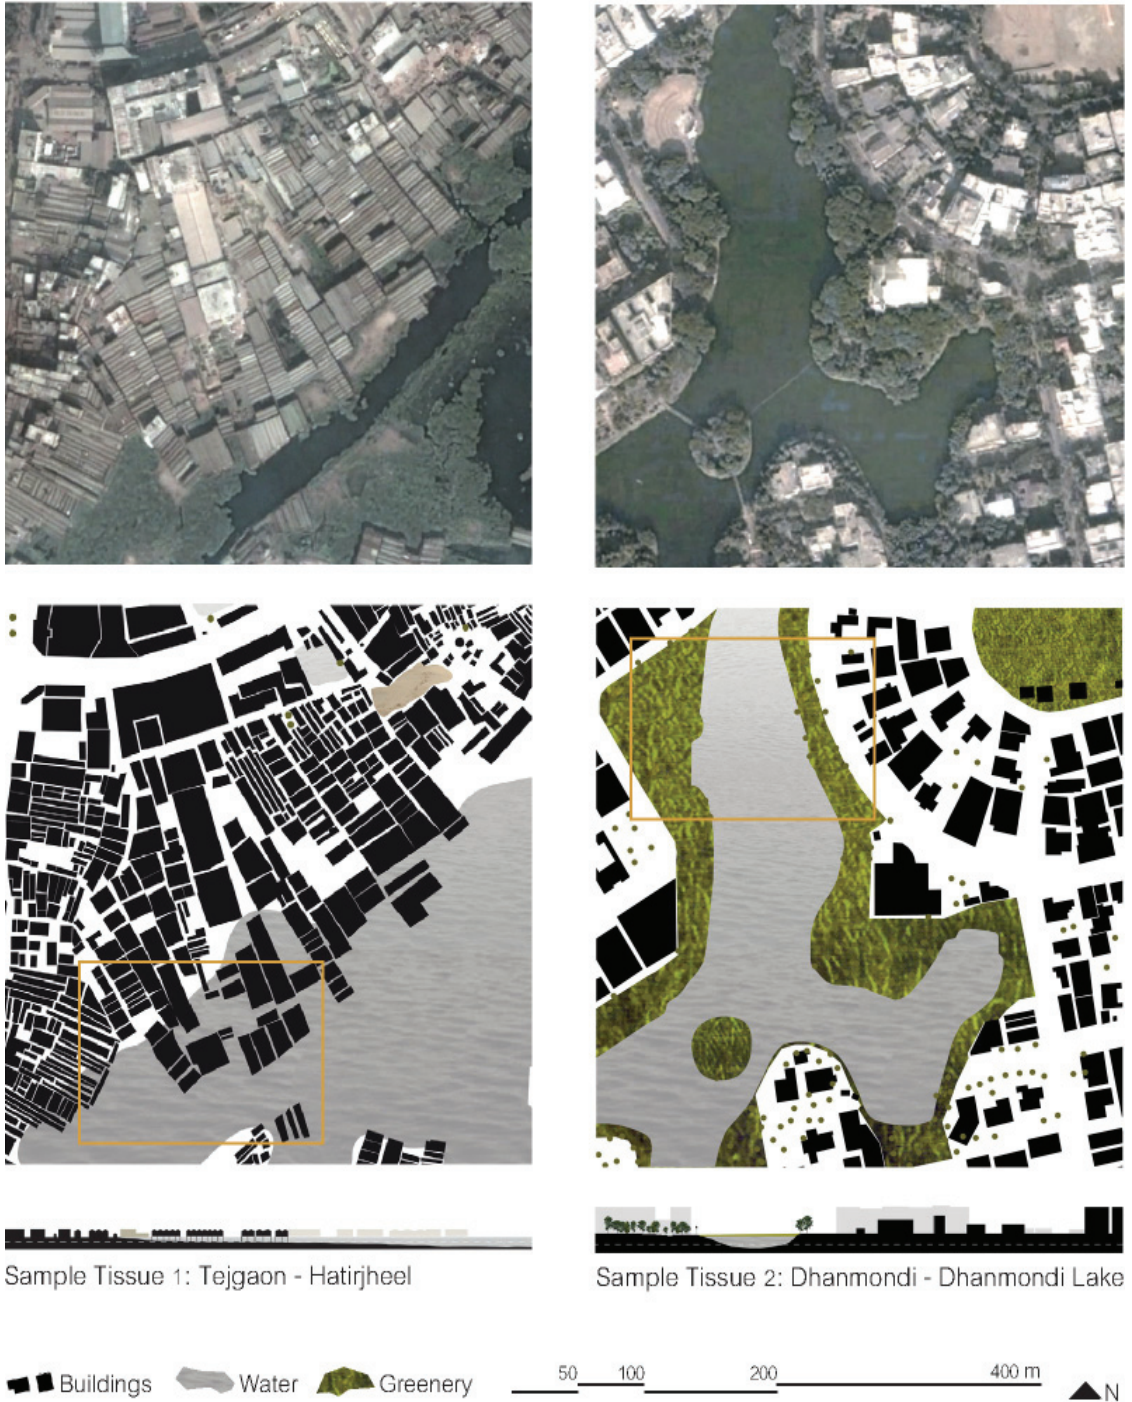 Sample Tissue 1: Tejgaon - Hatirjheel
Sample Tissue 2: Dhanmondi - Dhanmondi Lake
Buildings
Water
Greenery
50 100 200 400 m
N